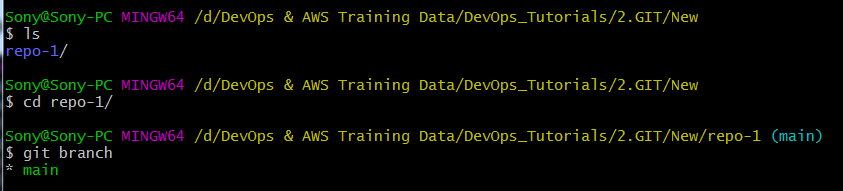 Sony@Sony-PC MINGW64 /d/DevOps & AWS Training Data/DevOps_Tutorials/2.GIT/New
$ ls
repo-1/
Sony@Sony-PC MINGW64 /d/DevOps & AWS Training Data/DevOps_Tutorials/2.GIT/New
$ cd repo-1/
Sony@Sony-PC MINGW64 /d/DevOps & AWS Training Data/DevOps_Tutorials/2.GIT/New/repo-1 (main)
$ git branch
* main